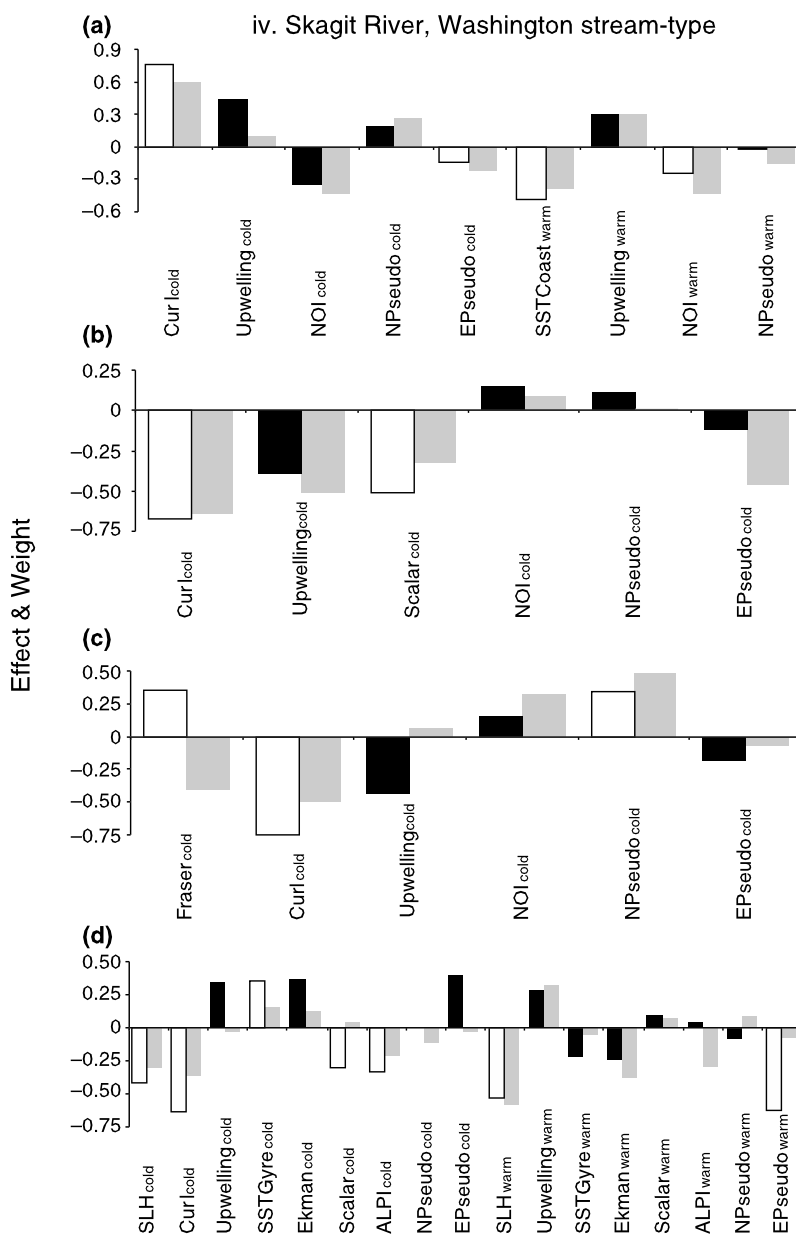 (a) iv. Skagit River, Washington stream-type
0.9
0.6
0.3
0
−0.3
−0.6
Curl cold
Upwelling cold
NOI cold
NPseudo cold
EPseudo cold
SSTCoast warm
Upwelling warm
NOI warm
NPseudo warm
(b)
0.25
0
−0.25
−0.50
−0.75
Curl cold
Upwelling cold
Scalar cold
NOI cold
NPseudo cold
EPseudo cold
Effect & Weight
(c)
0.50
0.25
0
−0.25
−0.50
−0.75
Fraser cold
Curl cold
Upwelling cold
NOI cold
NPseudo cold
EPseudo cold
(d)
0.50
0.25
0
−0.25
−0.50
−0.75
SLH cold
Curl cold
Upwelling cold
SSTGyre cold
Ekman cold
Scalar cold
ALPI cold
NPseudo cold
EPseudo cold
SLH warm
Upwelling warm
SSTGyre warm
Ekman warm
Scalar warm
ALPI warm
NPseudo warm
EPseudo warm